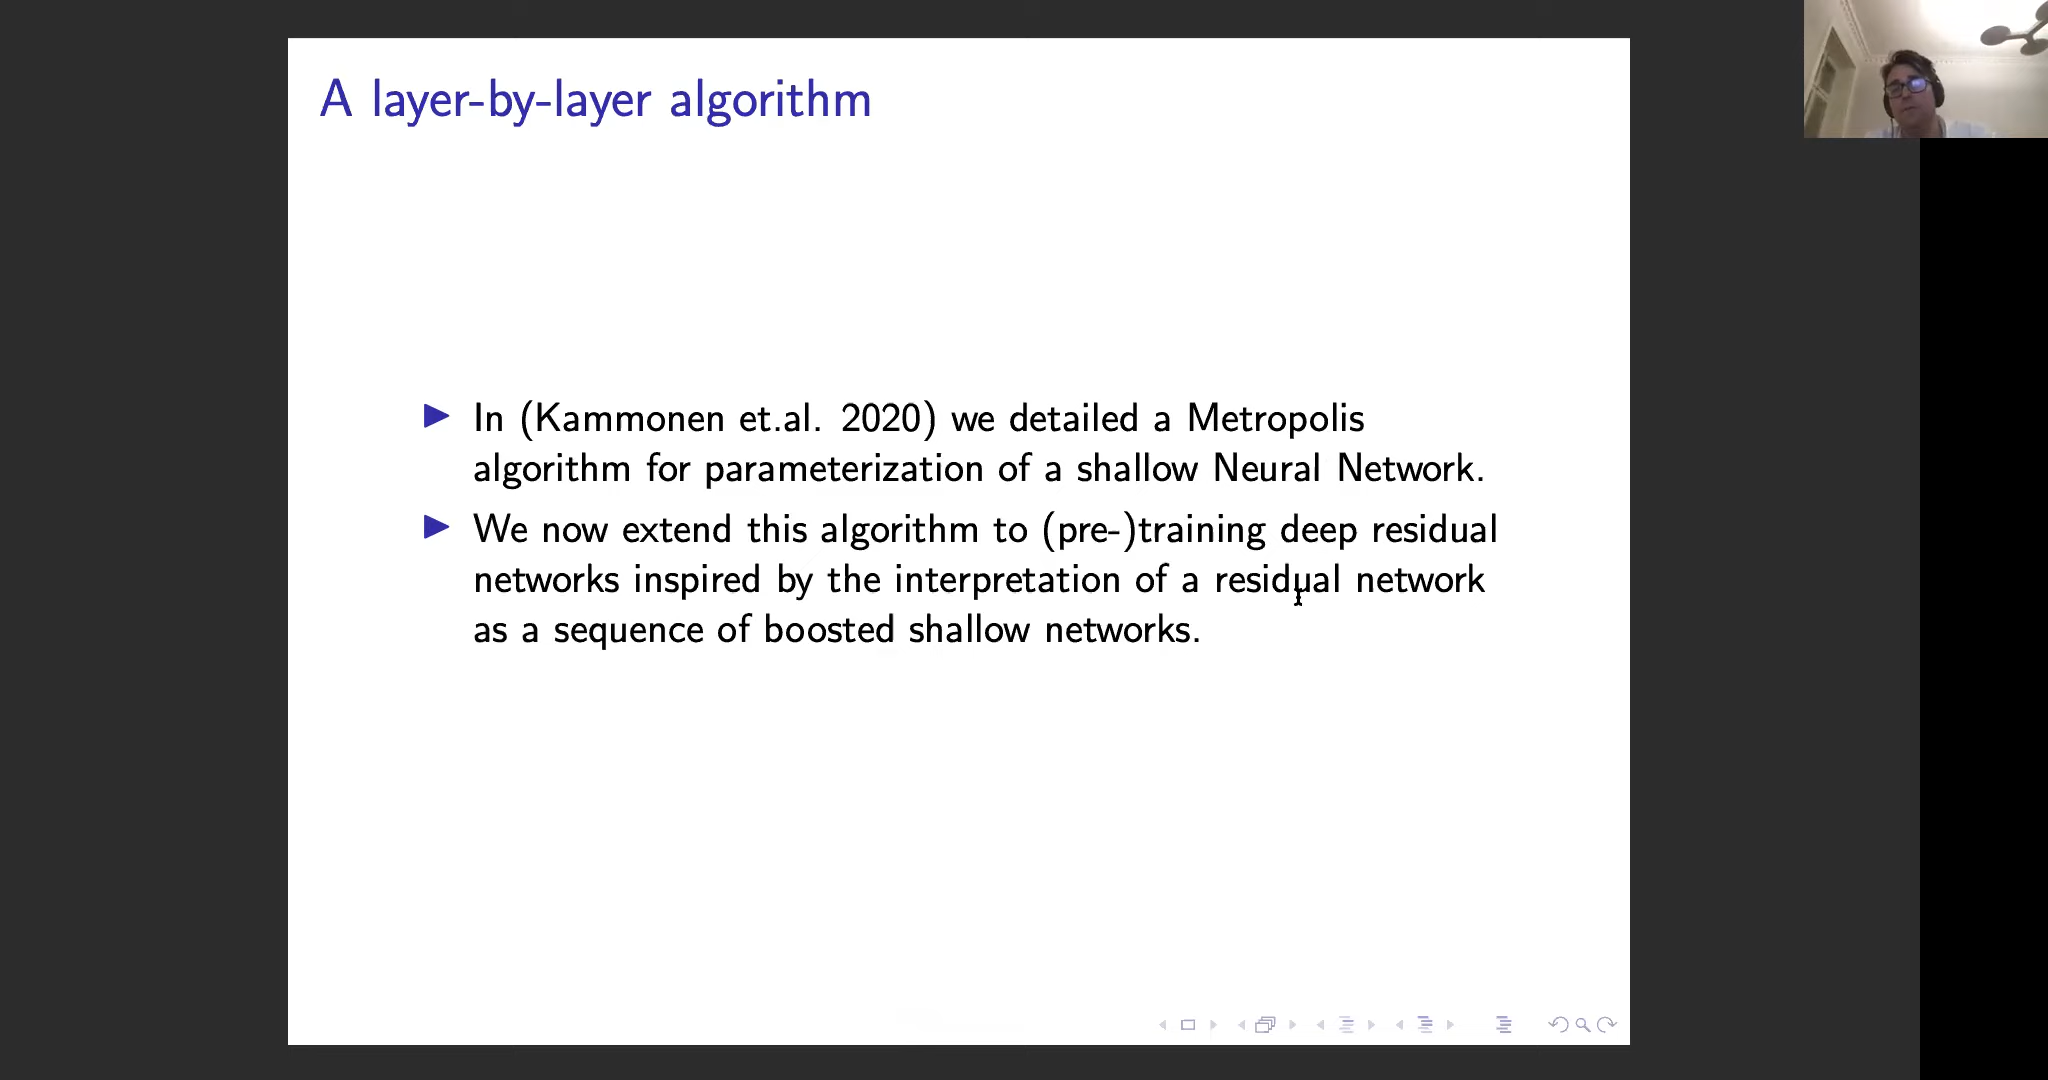 A layer-by-layer algorithm
In (Kammonen et.al. 2020) we detailed a Metropolis
algorithm for parameterization of a shallow Neural Network.
We now extend this algorithm to (pre-)training deep residual
networks inspired by the interpretation of a residual network
as a sequence of boosted shallow networks.